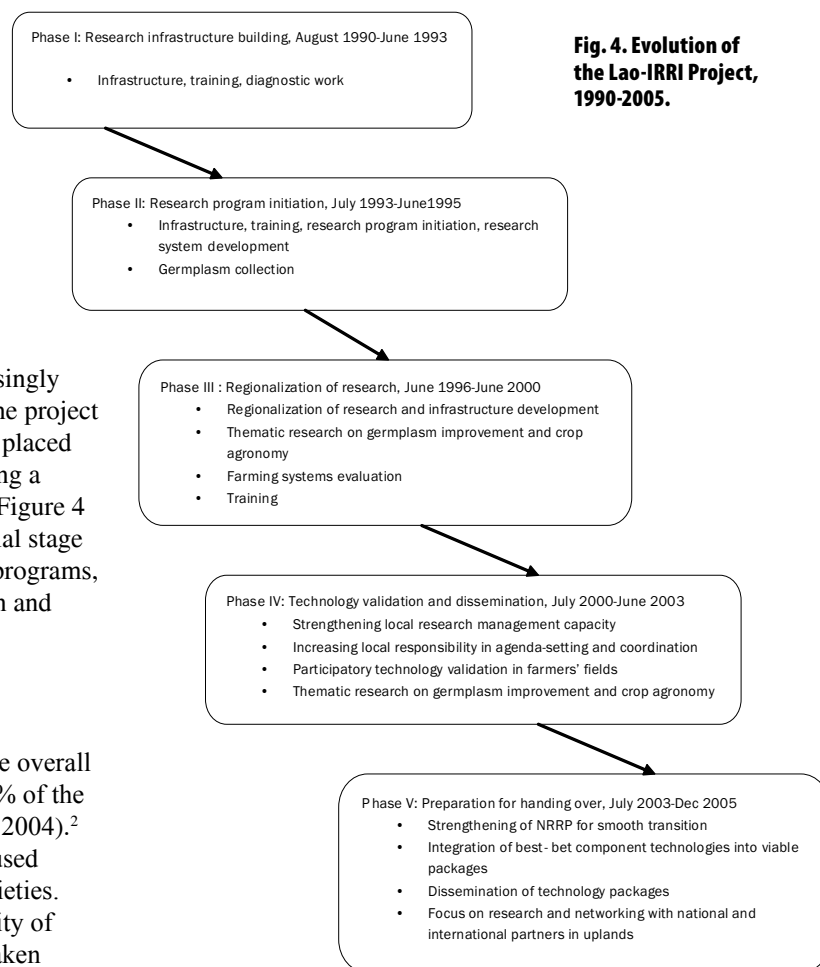 Phase I: Research infrastructure building, August 1990-June 1993
• Infrastructure, training, diagnostic work
Fig. 4. Evolution of
the Lao-IRRI Project,
1990-2005.
Phase II: Research program initiation, July 1993-June1995
• Infrastructure, training, research program initiation, research
system development
• Germplasm collection
Phase III : Regionalization of research, June 1996-June 2000
• Regionalization of research and infrastructure development
• Thematic research on germplasm improvement and crop
agronomy
• Farming systems evaluation
• Training
Phase IV: Technology validation and dissemination, July 2000-June 2003
• Strengthening local research management capacity
• Increasing local responsibility in agenda-setting and coordination
• Participatory technology validation in farmers' fields
• Thematic research on germplasm improvement and crop agronomy
Phase V: Preparation for handing over, July 2003-Dec 2005
• Strengthening of NRRP for smooth transition
• Integration of best- bet component technologies into viable
packages
• Dissemination of technology packages
• Focus on research and networking with national and
international partners in uplands
singly
project
placed
a
Figure 4
stage
programs,
and
overall
% of the
2004).²
used
ieties.
ity of
aken